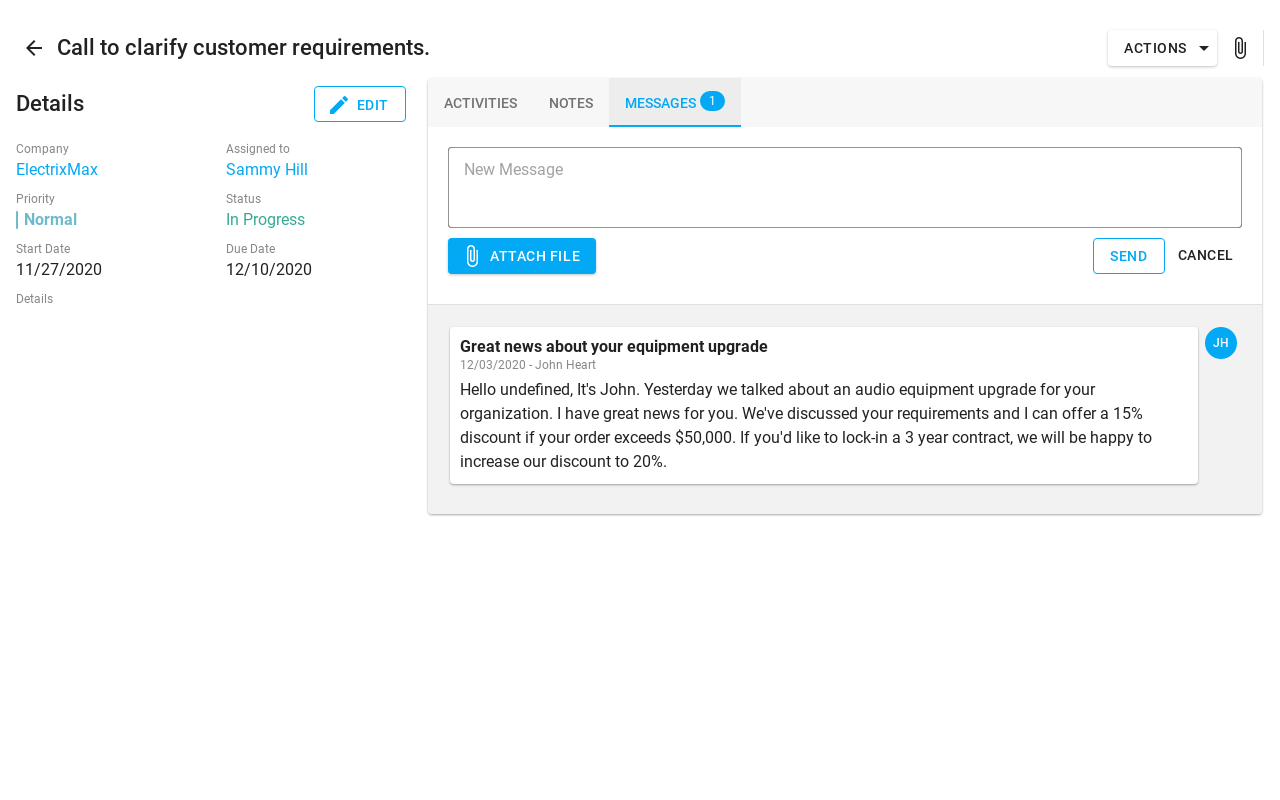 Call to clarify customer requirements.
ACTIONS
Details
EDIT
Company
ElectrixMax
Assigned to
Sammy Hill
Priority
Normal
Status
In Progress
Start Date
11/27/2020
Due Date
12/10/2020
Details
ACTIVITIES
NOTES
MESSAGES 1
New Message
ATTACH FILE
SEND
CANCEL
Great news about your equipment upgrade
12/03/2020 - John Heart
JH
Hello undefined, It's John. Yesterday we talked about an audio equipment upgrade for your
organization. I have great news for you. We've discussed your requirements and I can offer a 15%
discount if your order exceeds $50,000. If you'd like to lock-in a 3 year contract, we will be happy to
increase our discount to 20%.